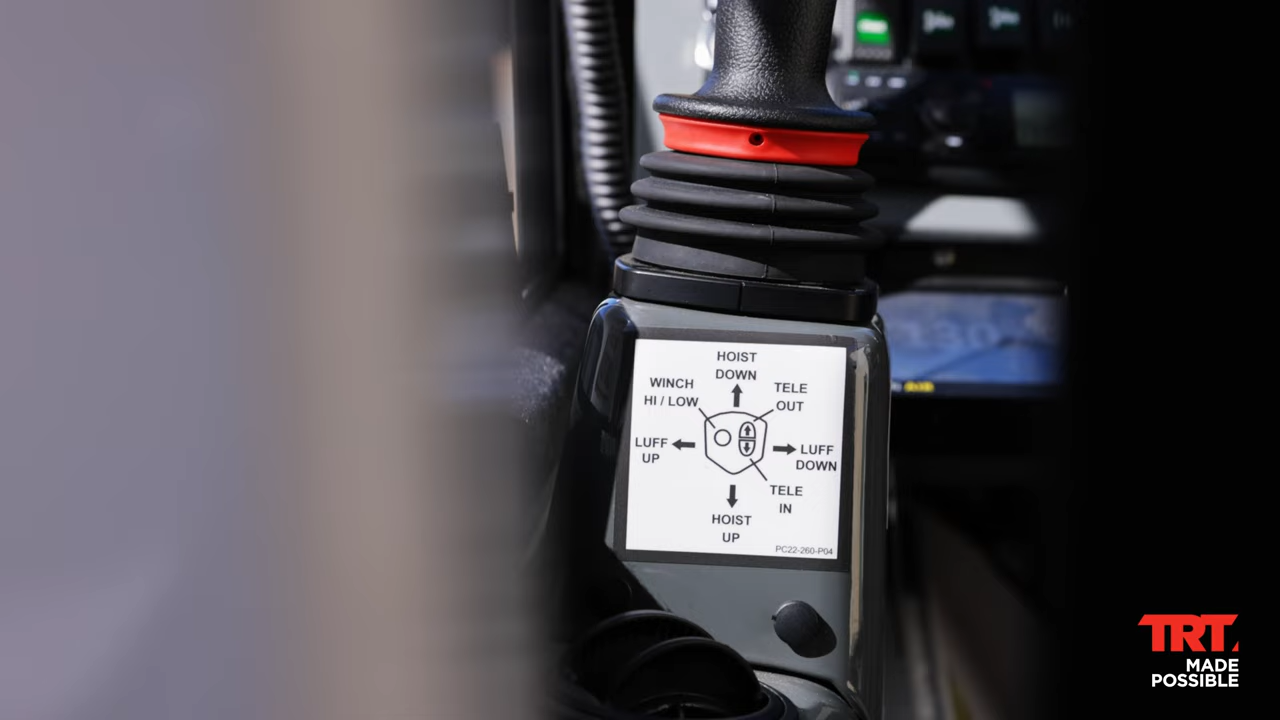 HOIST
DOWN
WINCH
HI / LOW
TELE
OUT
LUFF
UP
LUFF
DOWN
TELE
IN
HOIST
UP
PC22-260-P04
TRT.
MADE
POSSIBLE